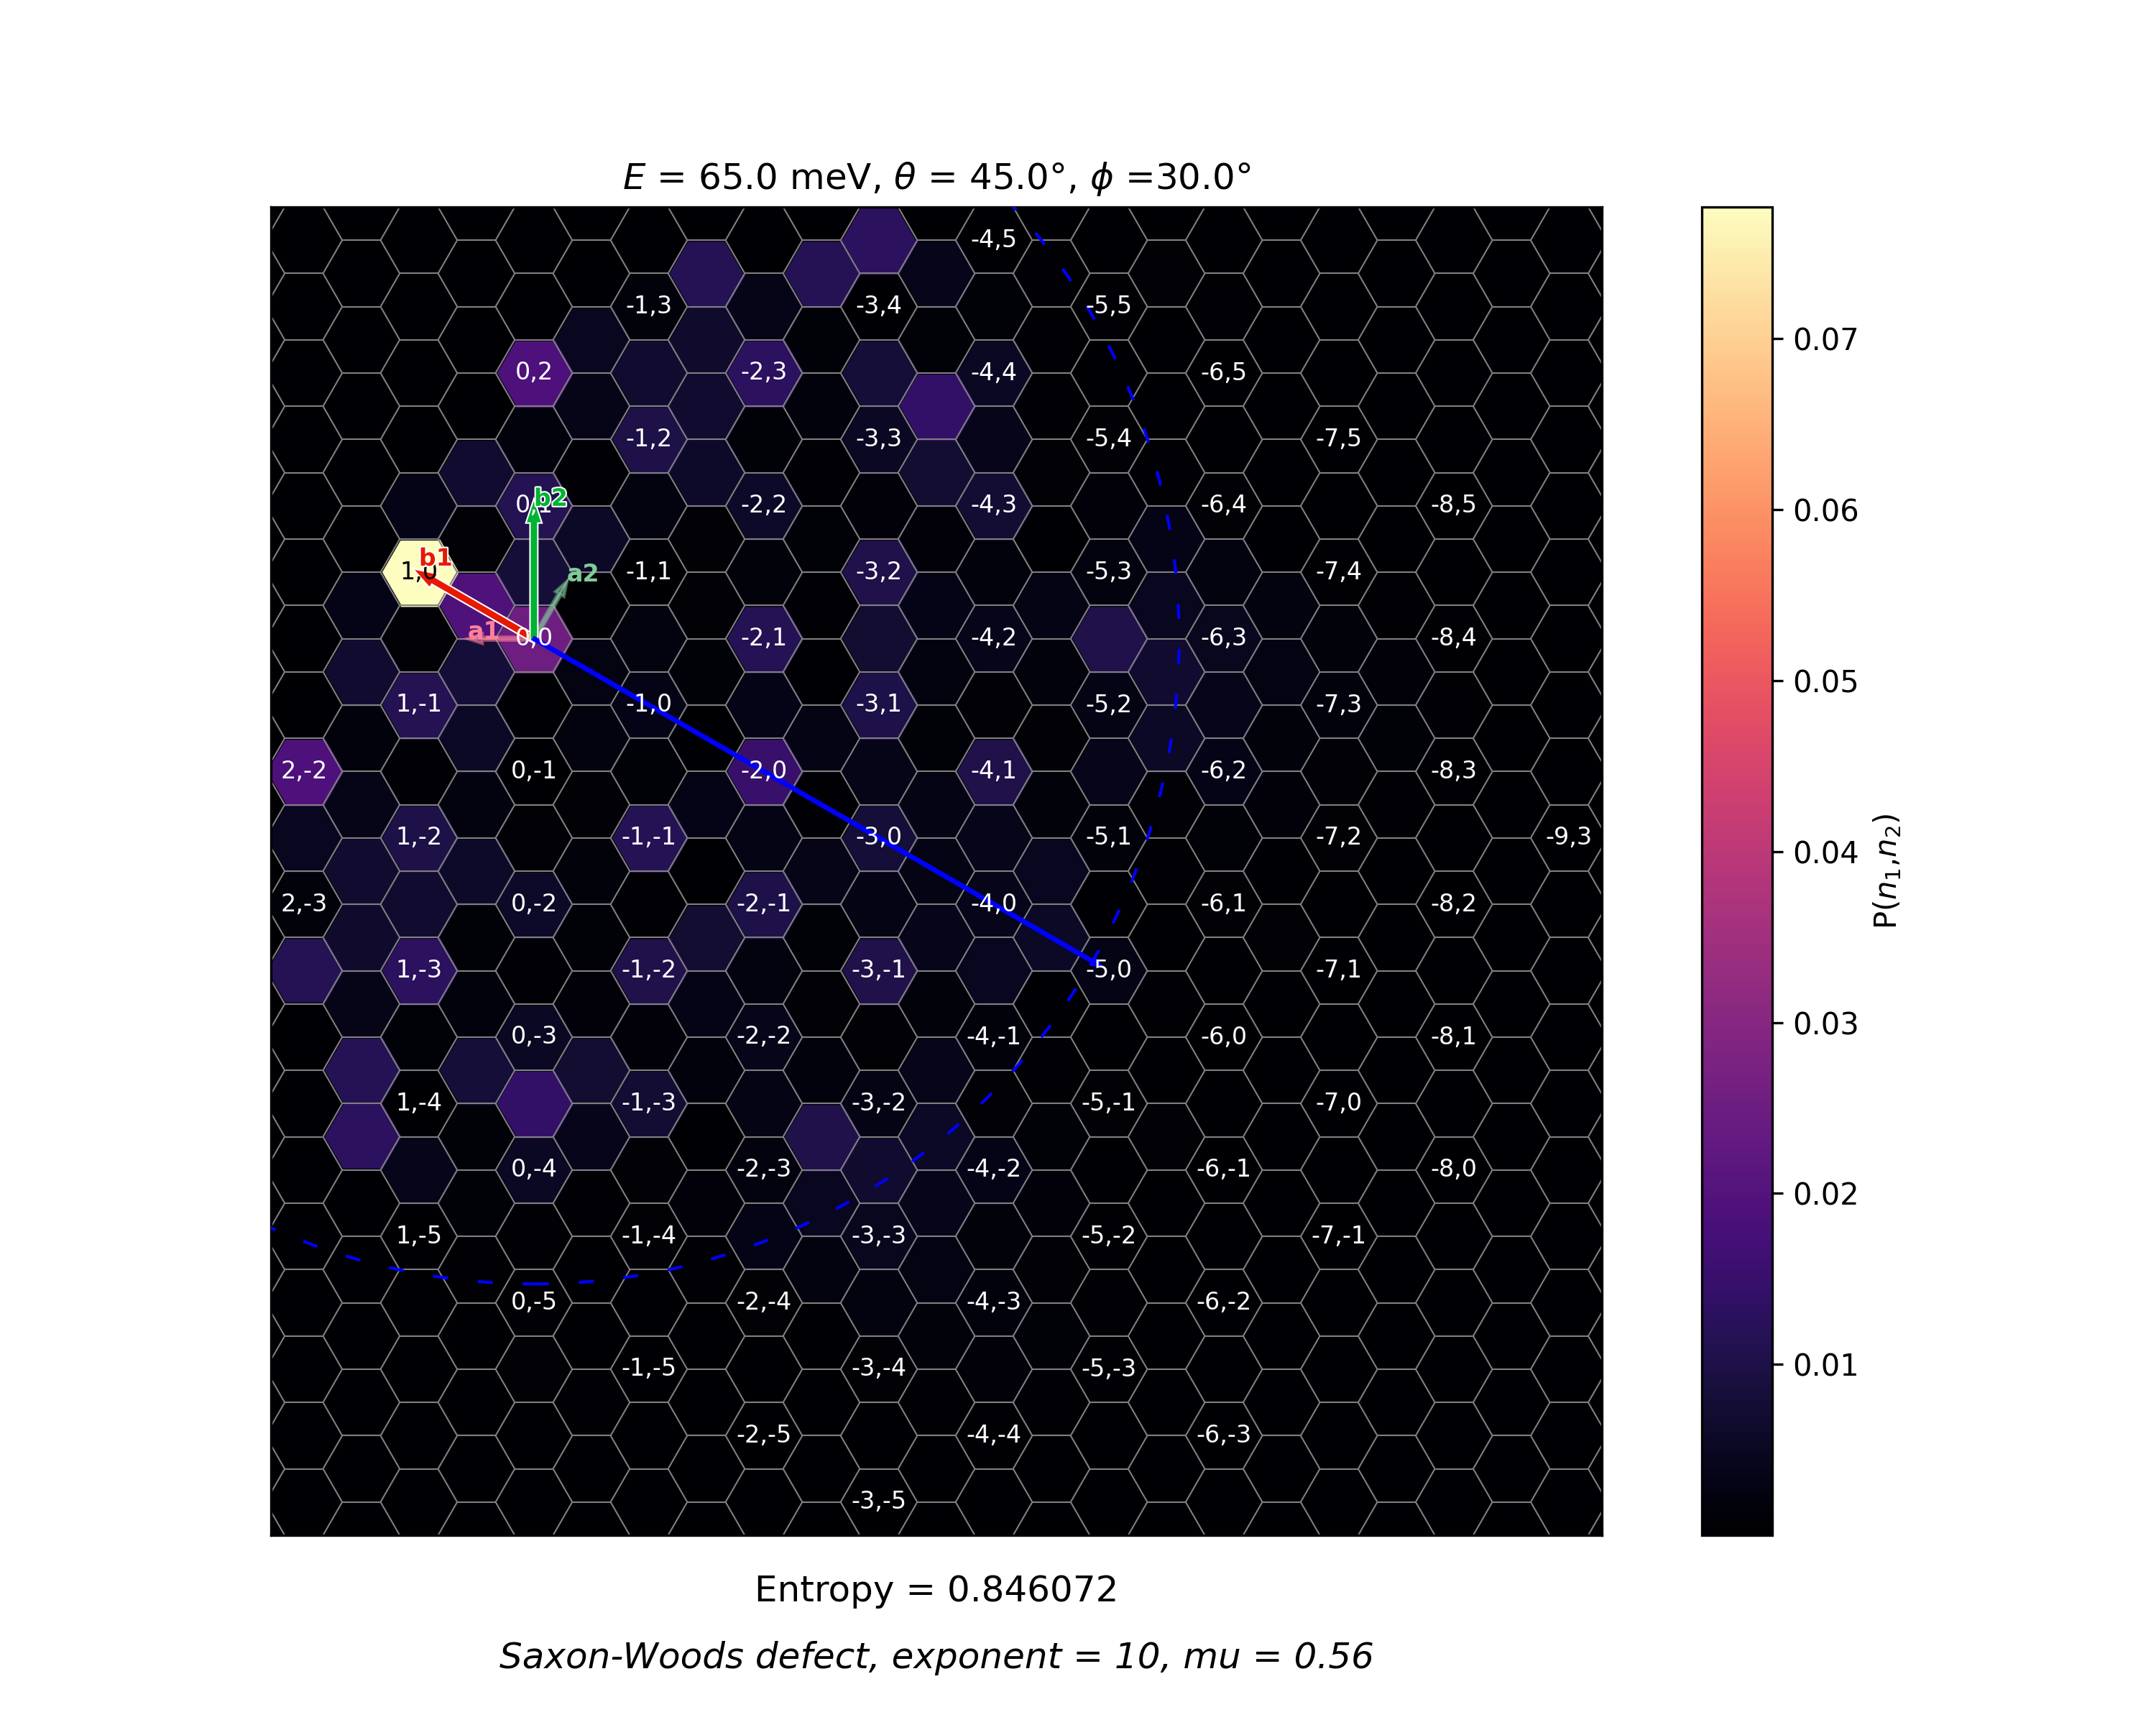 E = 65.0 meV, θ = 45.0°, ϕ =30.0°
-4,5
-1,3 -3,4 -5,5
0,2 -2,3 -4,4 -6,5
-1,2 -3,3 -5,4 -7,5
0,1 b2 -2,2 -4,3 -6,4 -8,5
1,0 b1 a2 -1,1 -3,2 -5,3 -7,4
a1 0,0 -2,1 -4,2 -6,3 -8,4
1,-1 -1,0 -3,1 -5,2 -7,3
2,-2 0,-1 -2,0 -4,1 -6,2 -8,3
1,-2 -1,-1 -3,0 -5,1 -7,2 -9,3
2,-3 0,-2 -2,-1 -4,0 -6,1 -8,2
1,-3 -1,-2 -3,-1 -5,0 -7,1
0,-3 -2,-2 -4,-1 -6,0 -8,1
1,-4 -1,-3 -3,-2 -5,-1 -7,0
0,-4 -2,-3 -4,-2 -6,-1 -8,0
1,-5 -1,-4 -3,-3 -5,-2 -7,-1
0,-5 -2,-4 -4,-3 -6,-2
-1,-5 -3,-4 -5,-3
-2,-5 -4,-4 -6,-3
-3,-5
0.07
0.06
0.05
0.04
0.03
0.02
0.01
P(n₁,n₂)
Entropy = 0.846072
Saxon-Woods defect, exponent = 10, mu = 0.56